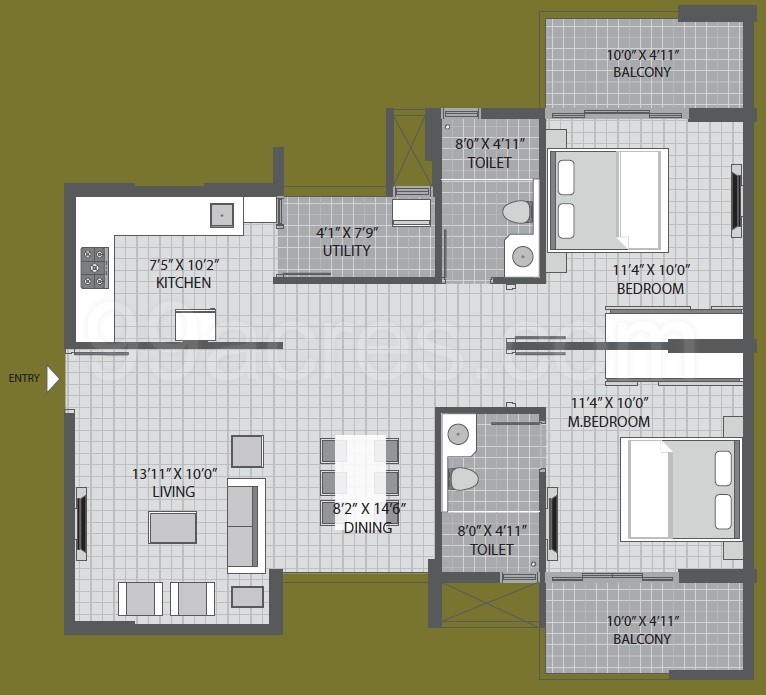 10'0" X 4'11"
BALCONY
8'0" X 4'11"
TOILET
4'1" X 7'9"
UTILITY
7'5" X 10'2"
KITCHEN
11'4" X 10'0"
BEDROOM
99acres.com
ENTRY
11'4" X 10'0"
M.BEDROOM
13'11" X 10'0"
LIVING
8'2" X 14'6"
DINING
8'0" X 4'11"
TOILET
10'0" X 4'11"
BALCONY